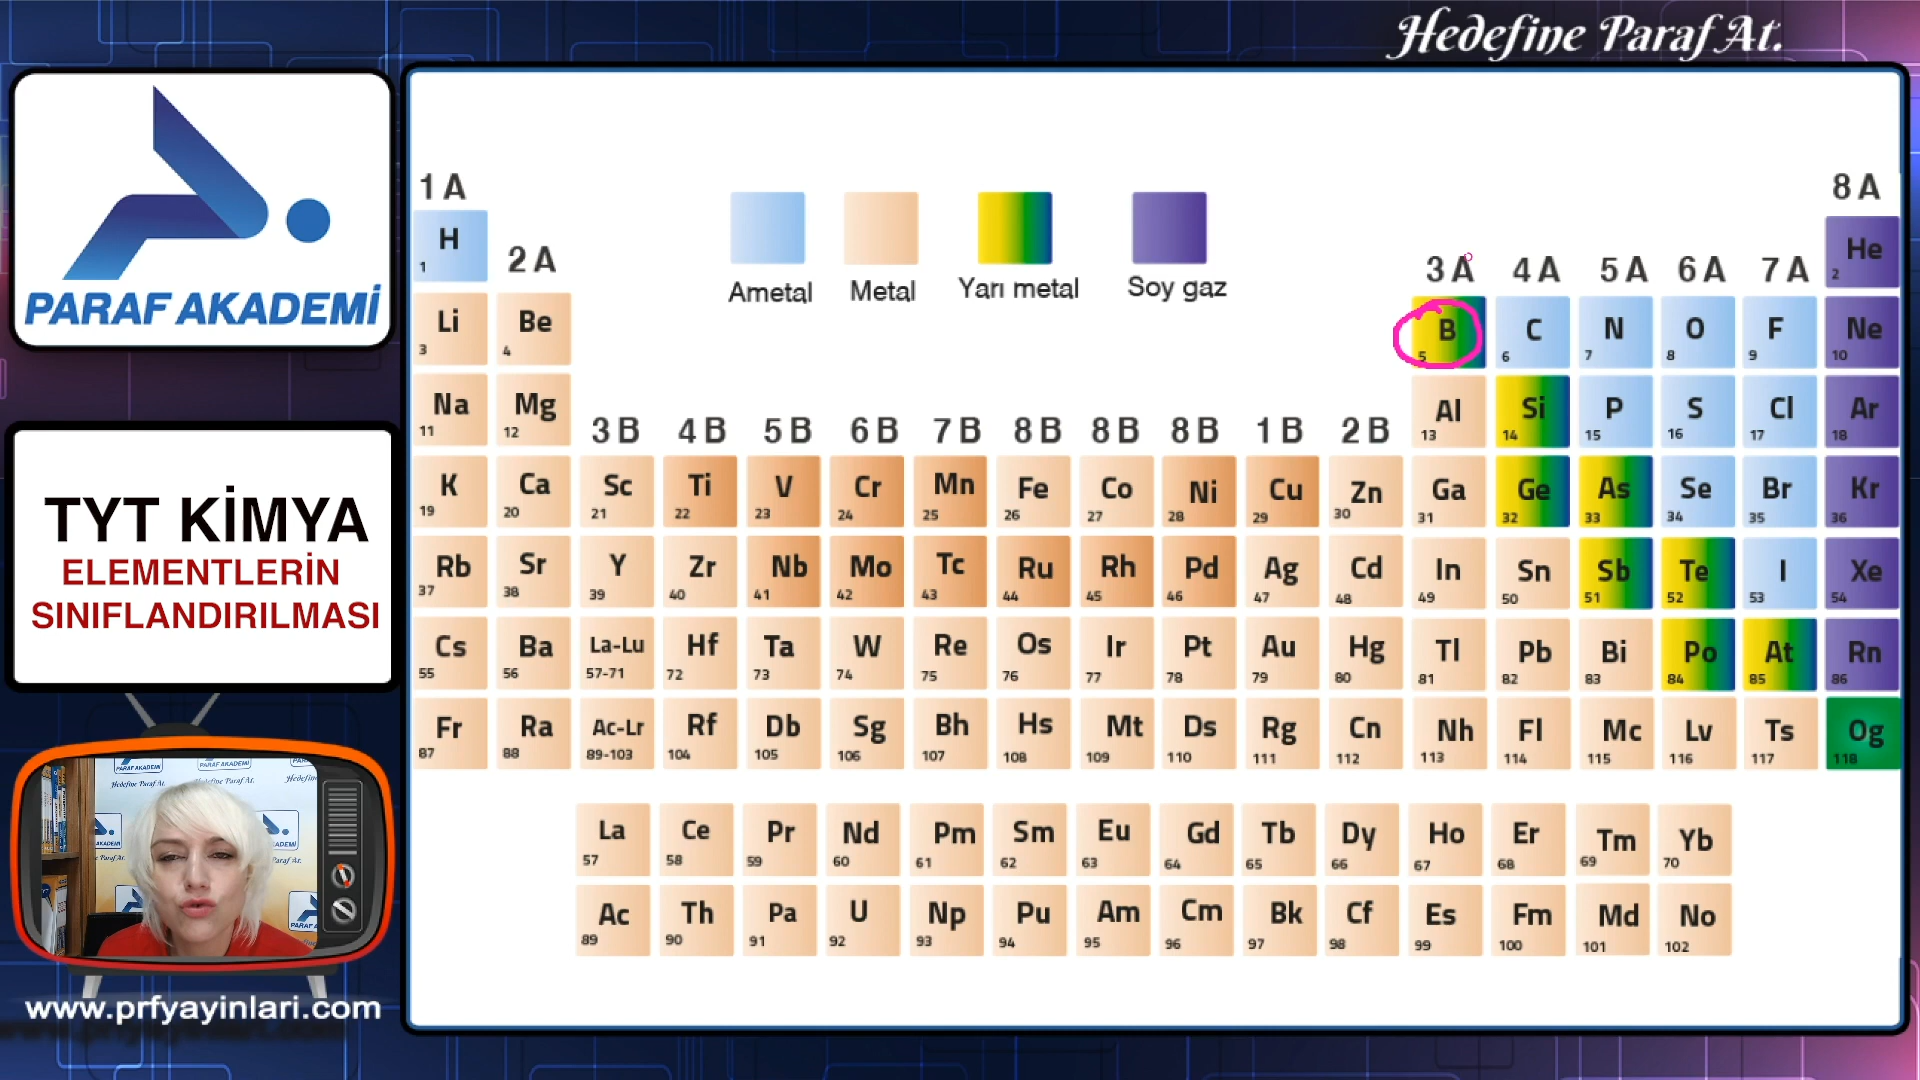 Hedefine Paraf At.
PARAF AKADEMİ
TYT KİMYA
ELEMENTLERİN
SINIFLANDIRILMASI
www.prfyayinlari.com
1 A
8 A
2 A
3 A 4 A 5 A 6 A 7 A
Ametal Metal Yarı metal Soy gaz
3 B 4 B 5 B 6 B 7 B 8 B 8 B 8 B 1 B 2 B
H He
1 2
Li Be B C N O F Ne
3 4 5 6 7 8 9 10
Na Mg Al Si P S Cl Ar
11 12 13 14 15 16 17 18
K Ca Sc Ti V Cr Mn Fe Co Ni Cu Zn Ga Ge As Se Br Kr
19 20 21 22 23 24 25 26 27 28 29 30 31 32 33 34 35 36
Rb Sr Y Zr Nb Mo Tc Ru Rh Pd Ag Cd In Sn Sb Te I Xe
37 38 39 40 41 42 43 44 45 46 47 48 49 50 51 52 53 54
Cs Ba La-Lu Hf Ta W Re Os Ir Pt Au Hg Tl Pb Bi Po At Rn
55 56 57-71 72 73 74 75 76 77 78 79 80 81 82 83 84 85 86
Fr Ra Ac-Lr Rf Db Sg Bh Hs Mt Ds Rg Cn Nh Fl Mc Lv Ts Og
87 88 89-103 104 105 106 107 108 109 110 111 112 113 114 115 116 117 118
La Ce Pr Nd Pm Sm Eu Gd Tb Dy Ho Er Tm Yb
57 58 59 60 61 62 63 64 65 66 67 68 69 70
Ac Th Pa U Np Pu Am Cm Bk Cf Es Fm Md No
89 90 91 92 93 94 95 96 97 98 99 100 101 102